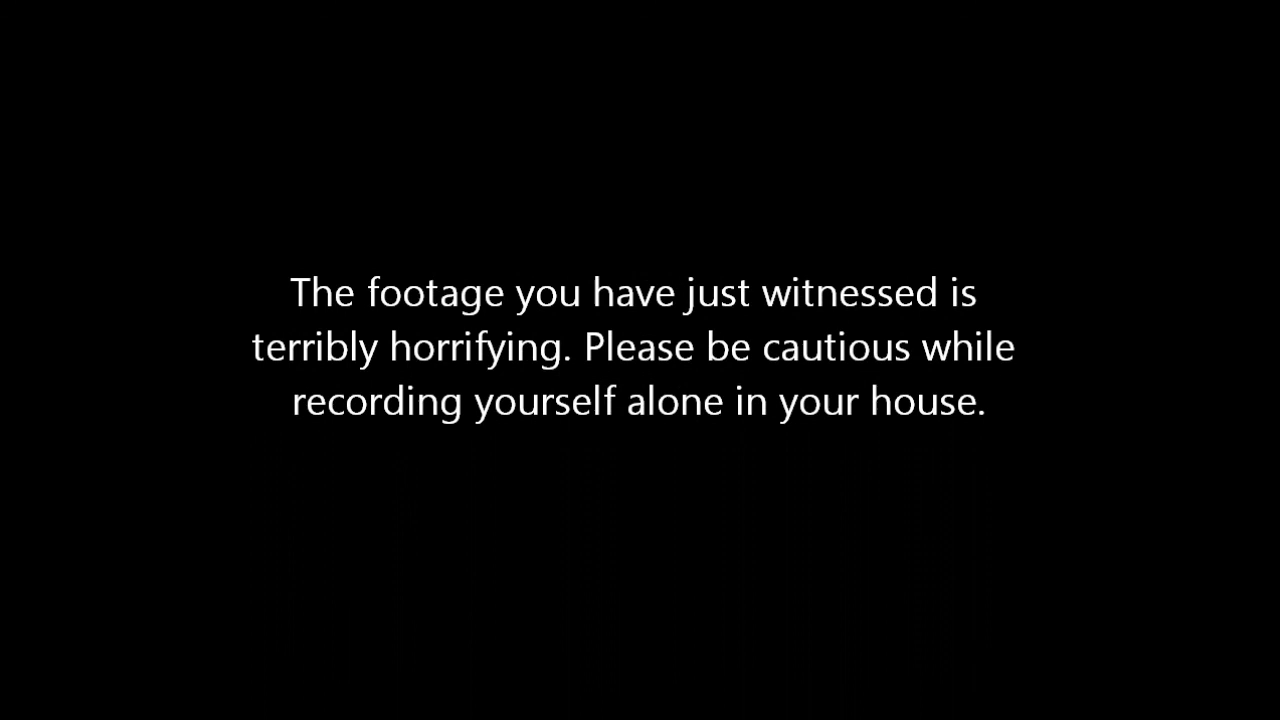 The footage you have just witnessed is
terribly horrifying. Please be cautious while
recording yourself alone in your house.